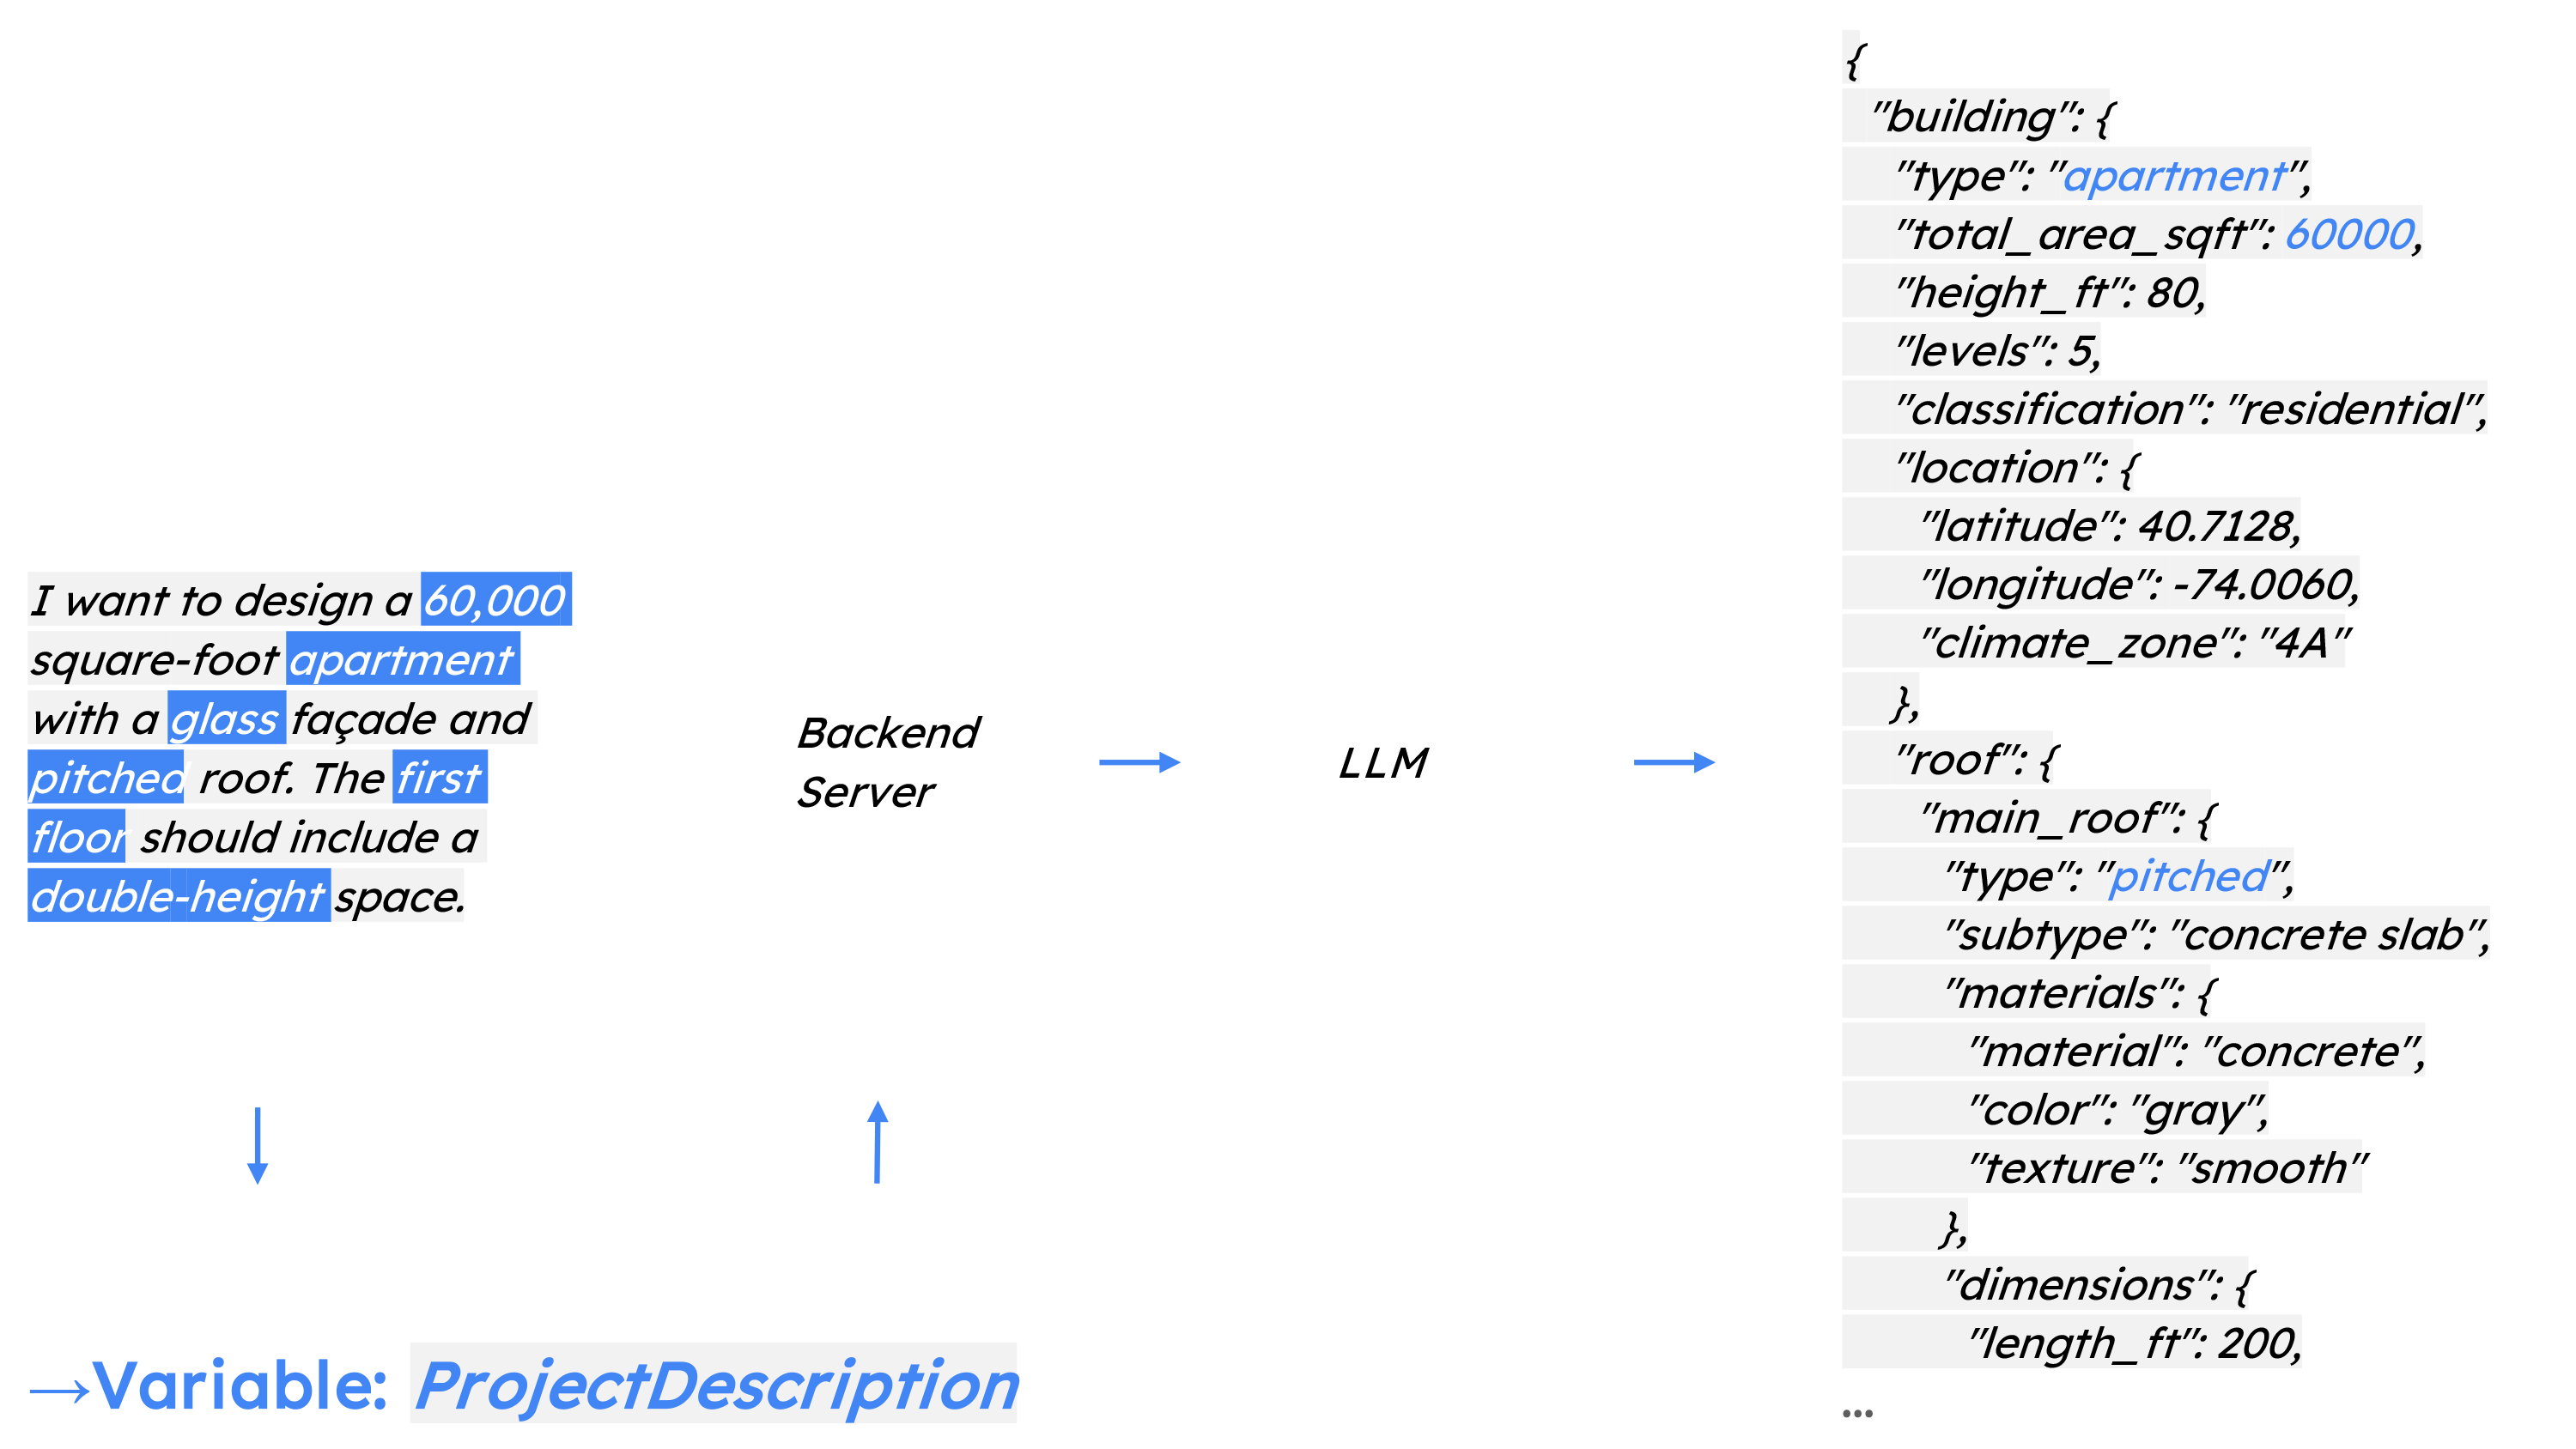 I want to design a 60,000
square-foot apartment
with a glass façade and
pitched roof. The first
floor should include a
double-height space.
→Variable: ProjectDescription
Backend
Server
LLM
{
"building": {
"type": "apartment",
"total_area_sqft": 60000,
"height_ft": 80,
"levels": 5,
"classification": "residential",
"location": {
"latitude": 40.7128,
"longitude": -74.0060,
"climate_zone": "4A"
},
"roof": {
"main_roof": {
"type": "pitched",
"subtype": "concrete slab",
"materials": {
"material": "concrete",
"color": "gray",
"texture": "smooth"
},
"dimensions": {
"length_ft": 200,
...